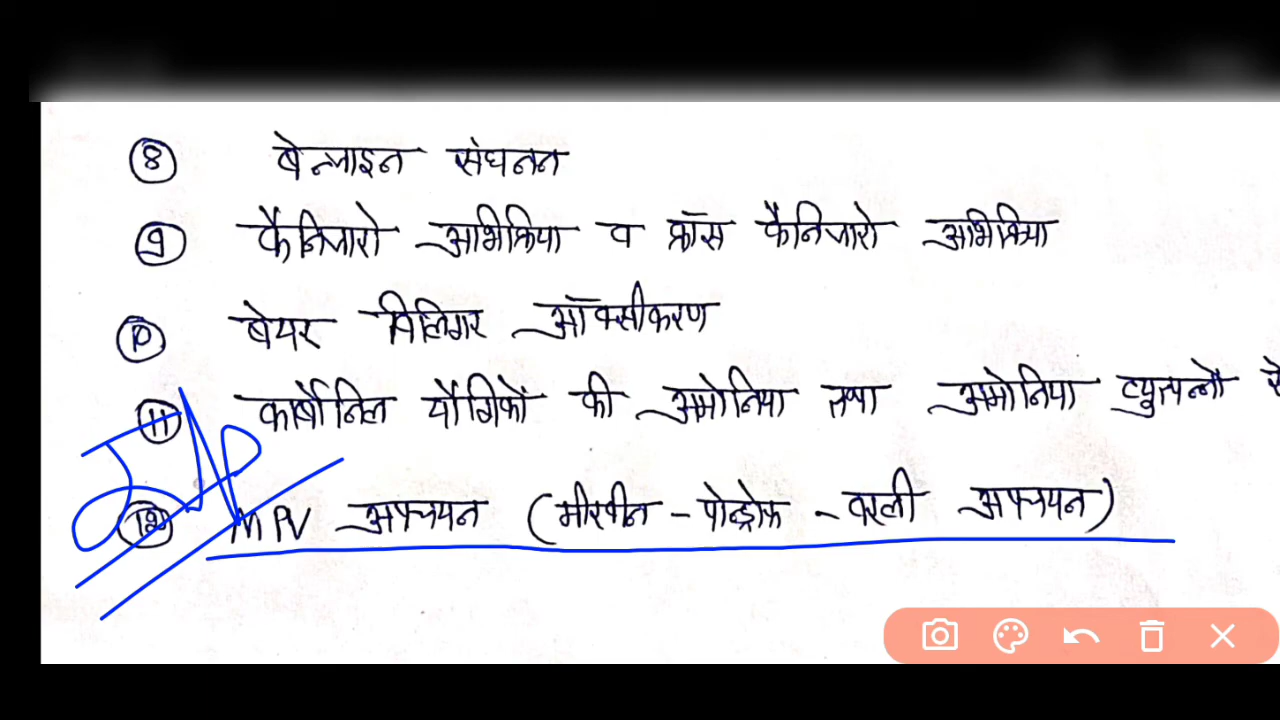 ⑧ बेन्जाइन संघनन
⑨ कैनिजारो अभिक्रिया व क्रॉस कैनिजारो अभिक्रिया
⑩ बेयर विलिगर ऑक्सीकरण
⑪ कार्बोनिल यौगिकों की अमोनिया तथा अमोनिया व्युत्पन्नो से
⑫ MPV अपचयन (मीरवीन - पोन्ड्रोफ - वरली अपचयन)